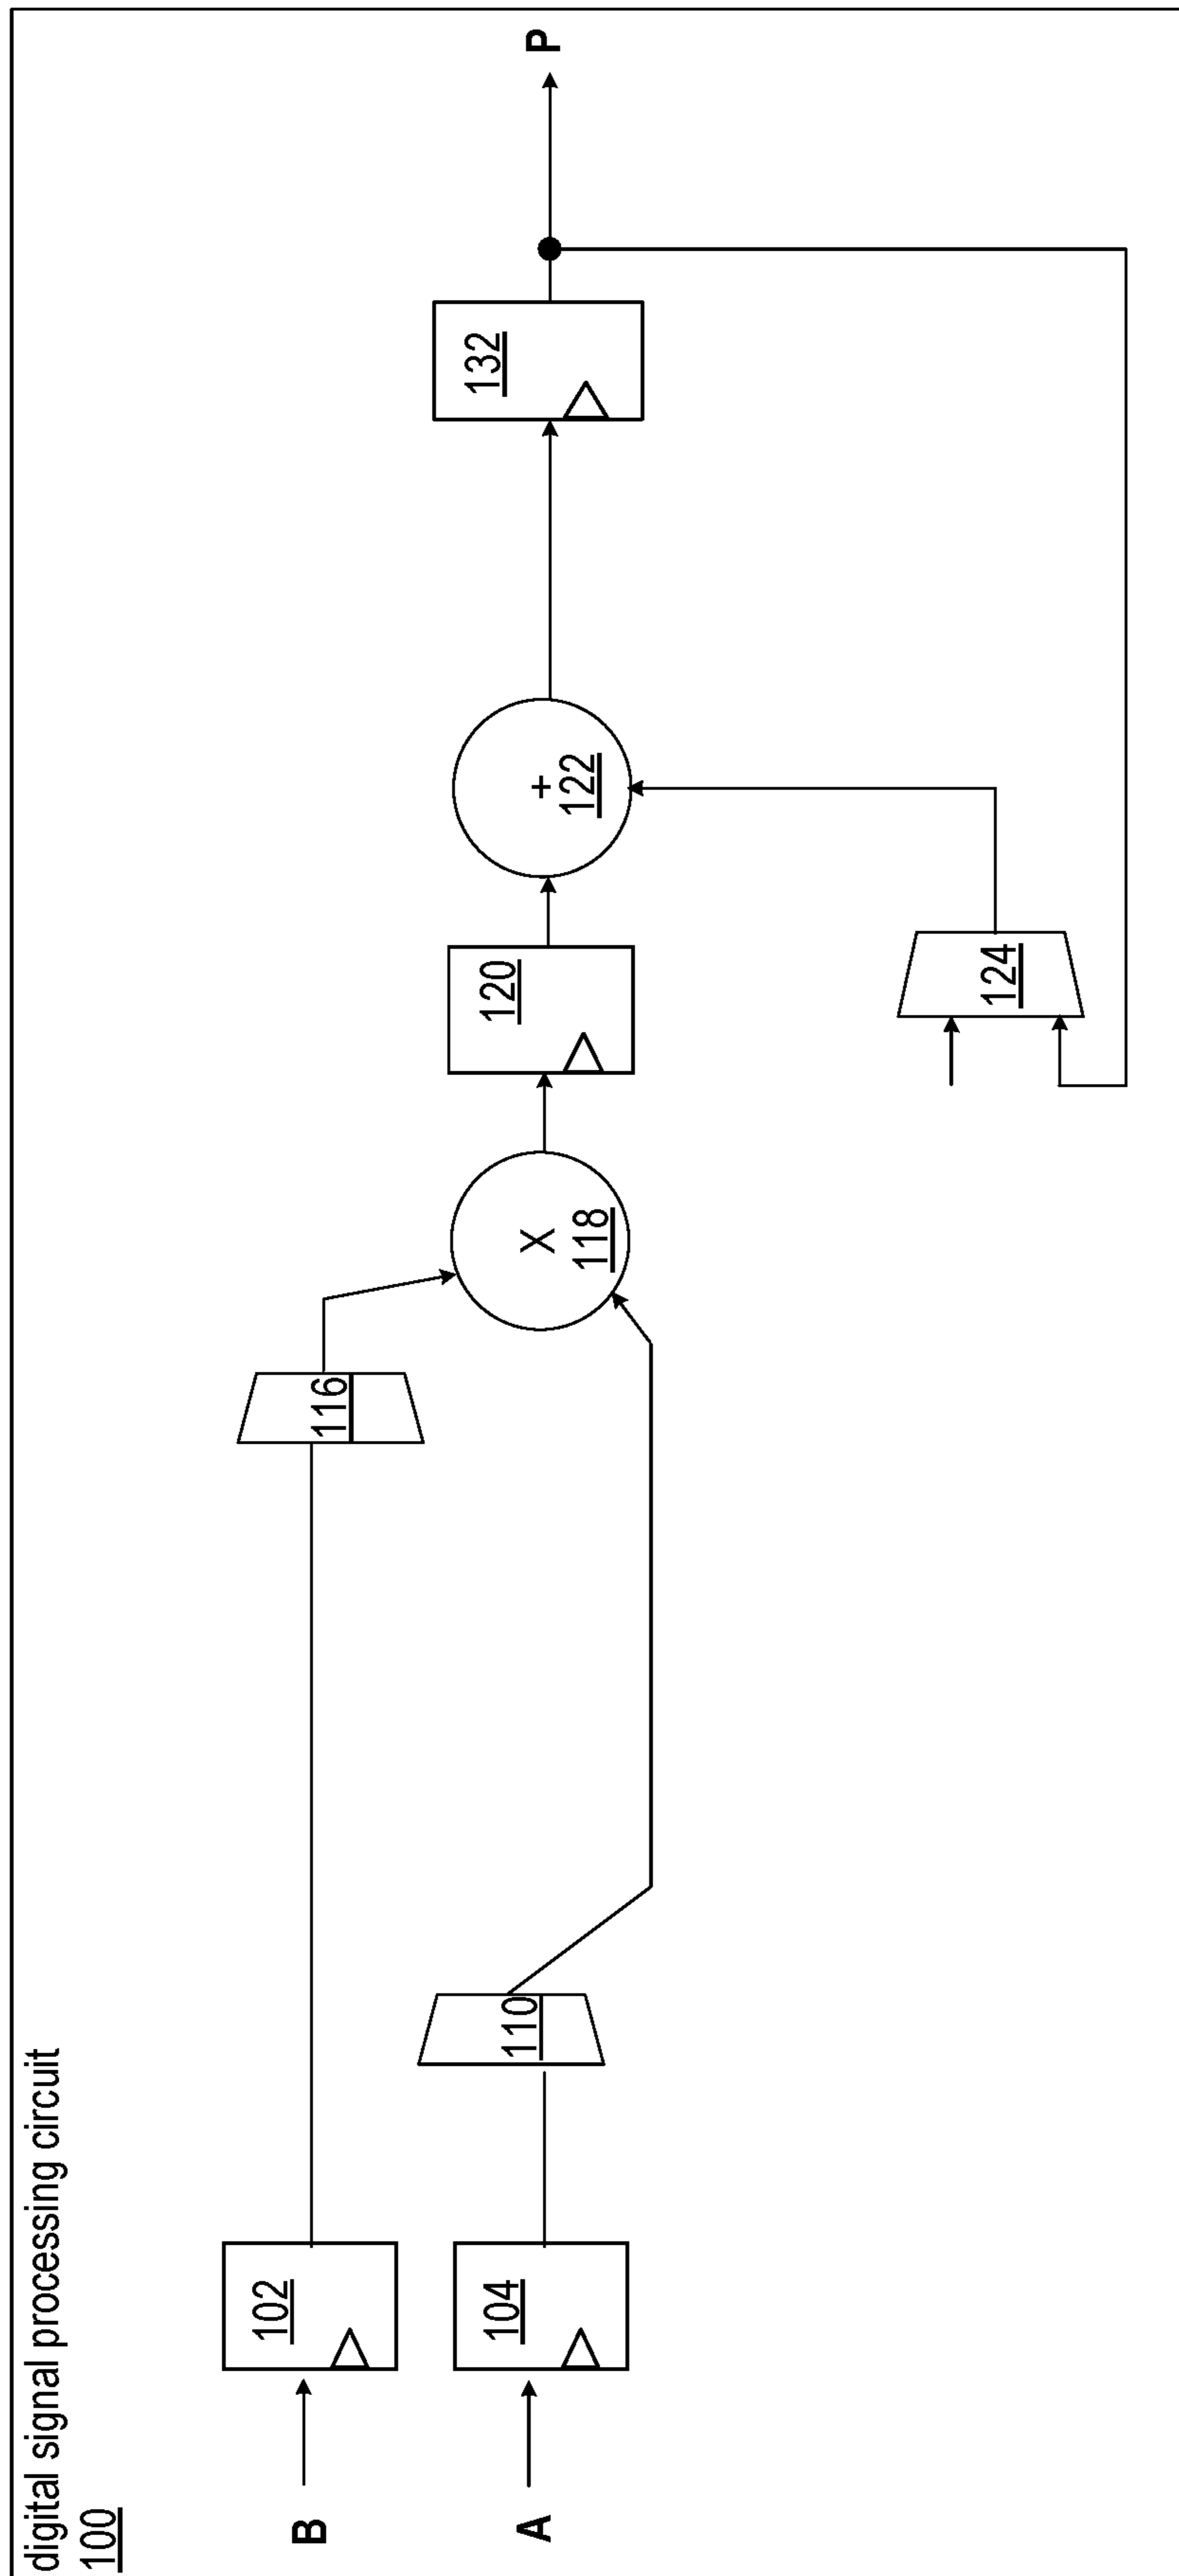 digital signal processing circuit
100
B
102
116
A
104
110
X
118
120
+
122
132
P
124